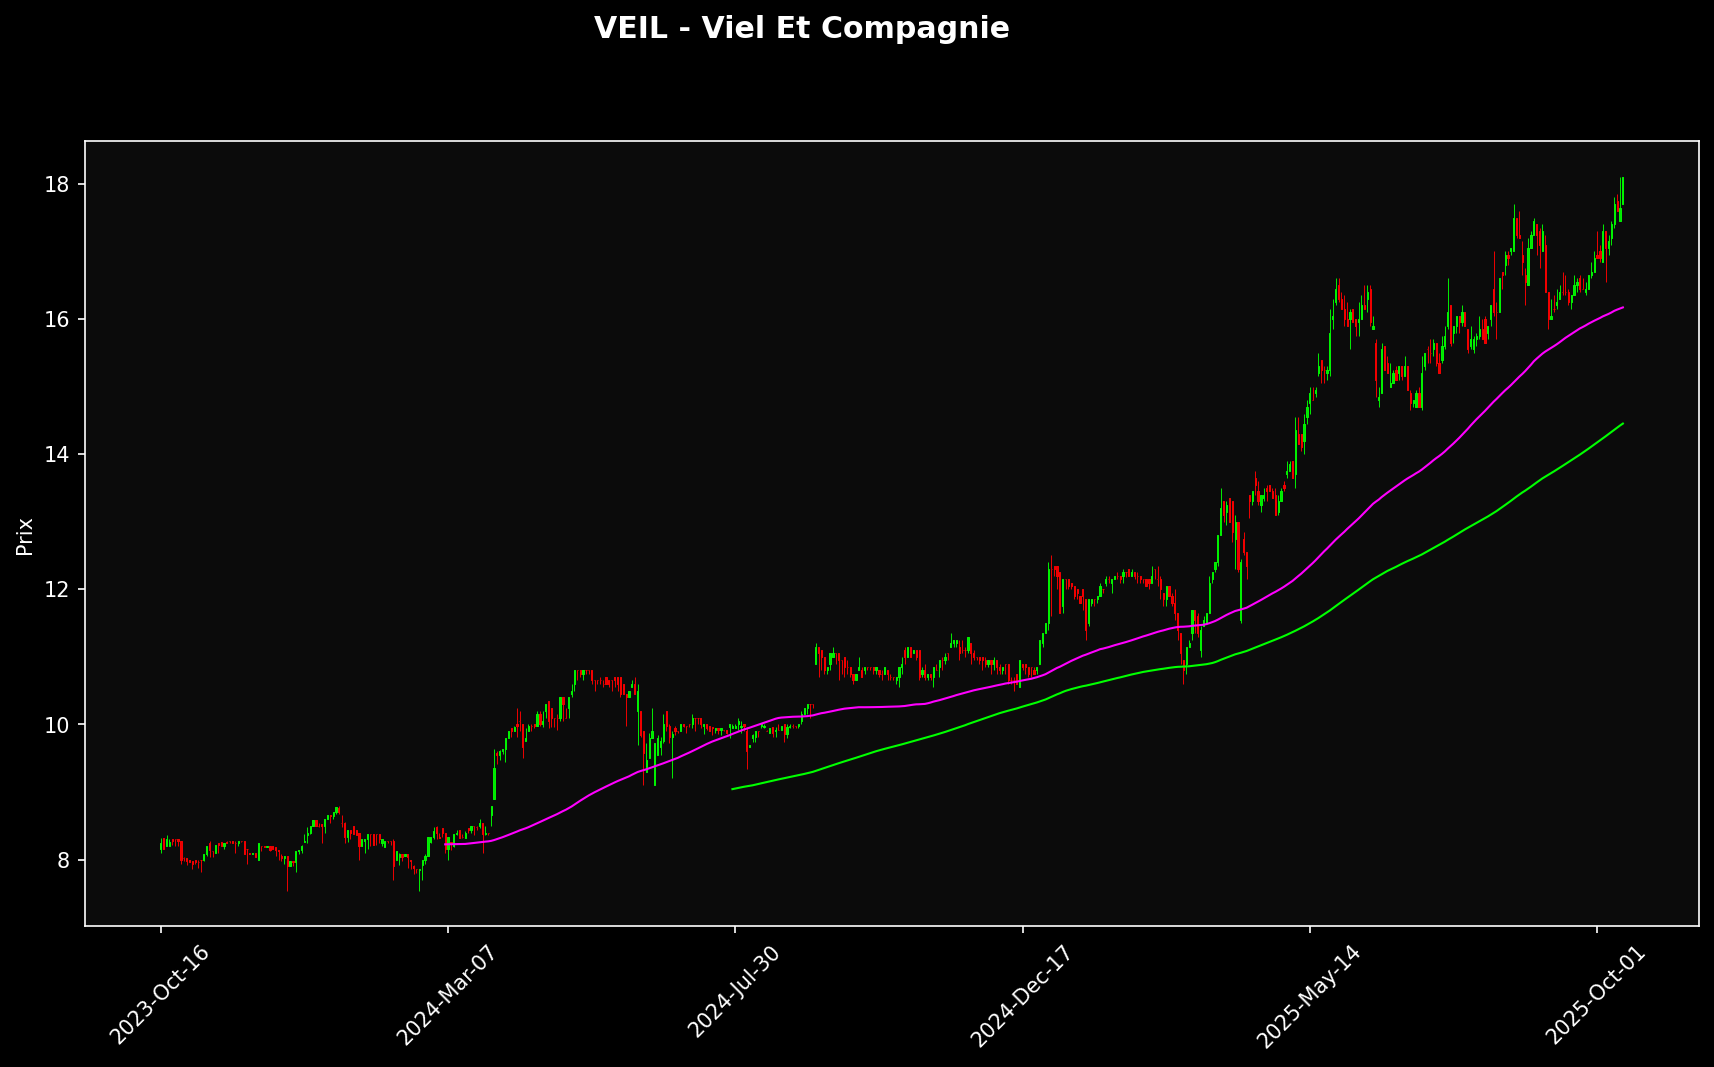 VEIL - Viel Et Compagnie
Prix
18
16
14
12
10
8
2023-Oct-16
2024-Mar-07
2024-Jul-30
2024-Dec-17
2025-May-14
2025-Oct-01